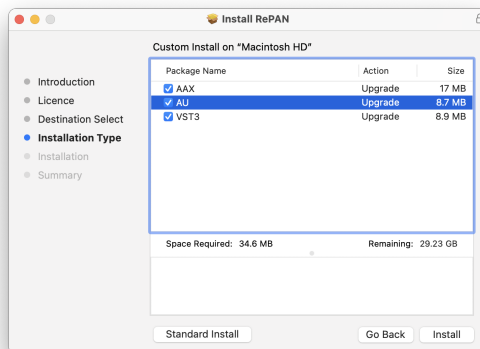 Install RePAN
Custom Install on “Macintosh HD”
Package Name Action Size
AAX Upgrade 17 MB
AU Upgrade 8.7 MB
VST3 Upgrade 8.9 MB
Introduction
Licence
Destination Select
Installation Type
Installation
Summary
Space Required: 34.6 MB Remaining: 29.23 GB
Standard Install Go Back Install